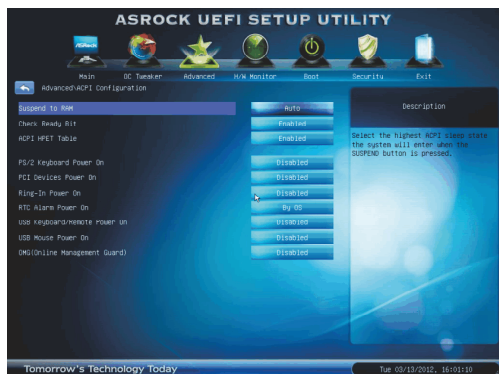 ASROCK UEFI SETUP UTILITY
ASRock
Main OC Tweaker Advanced H/W Monitor Boot Security Exit
Advanced\ACPI Configuration
Suspend to RAM Auto
Check Ready Bit Enabled
ACPI HPET Table Enabled
PS/2 Keyboard Power On Disabled
PCI Devices Power On Disabled
Ring-In Power On Disabled
RTC Alarm Power On By OS
USB Keyboard/Remote Power On Disabled
USB Mouse Power On Disabled
OMG(Online Management Guard) Disabled
Description
Select the highest ACPI sleep state
the system will enter when the
SUSPEND button is pressed.
Tomorrow's Technology Today
Tue 03/13/2012, 16:01:10